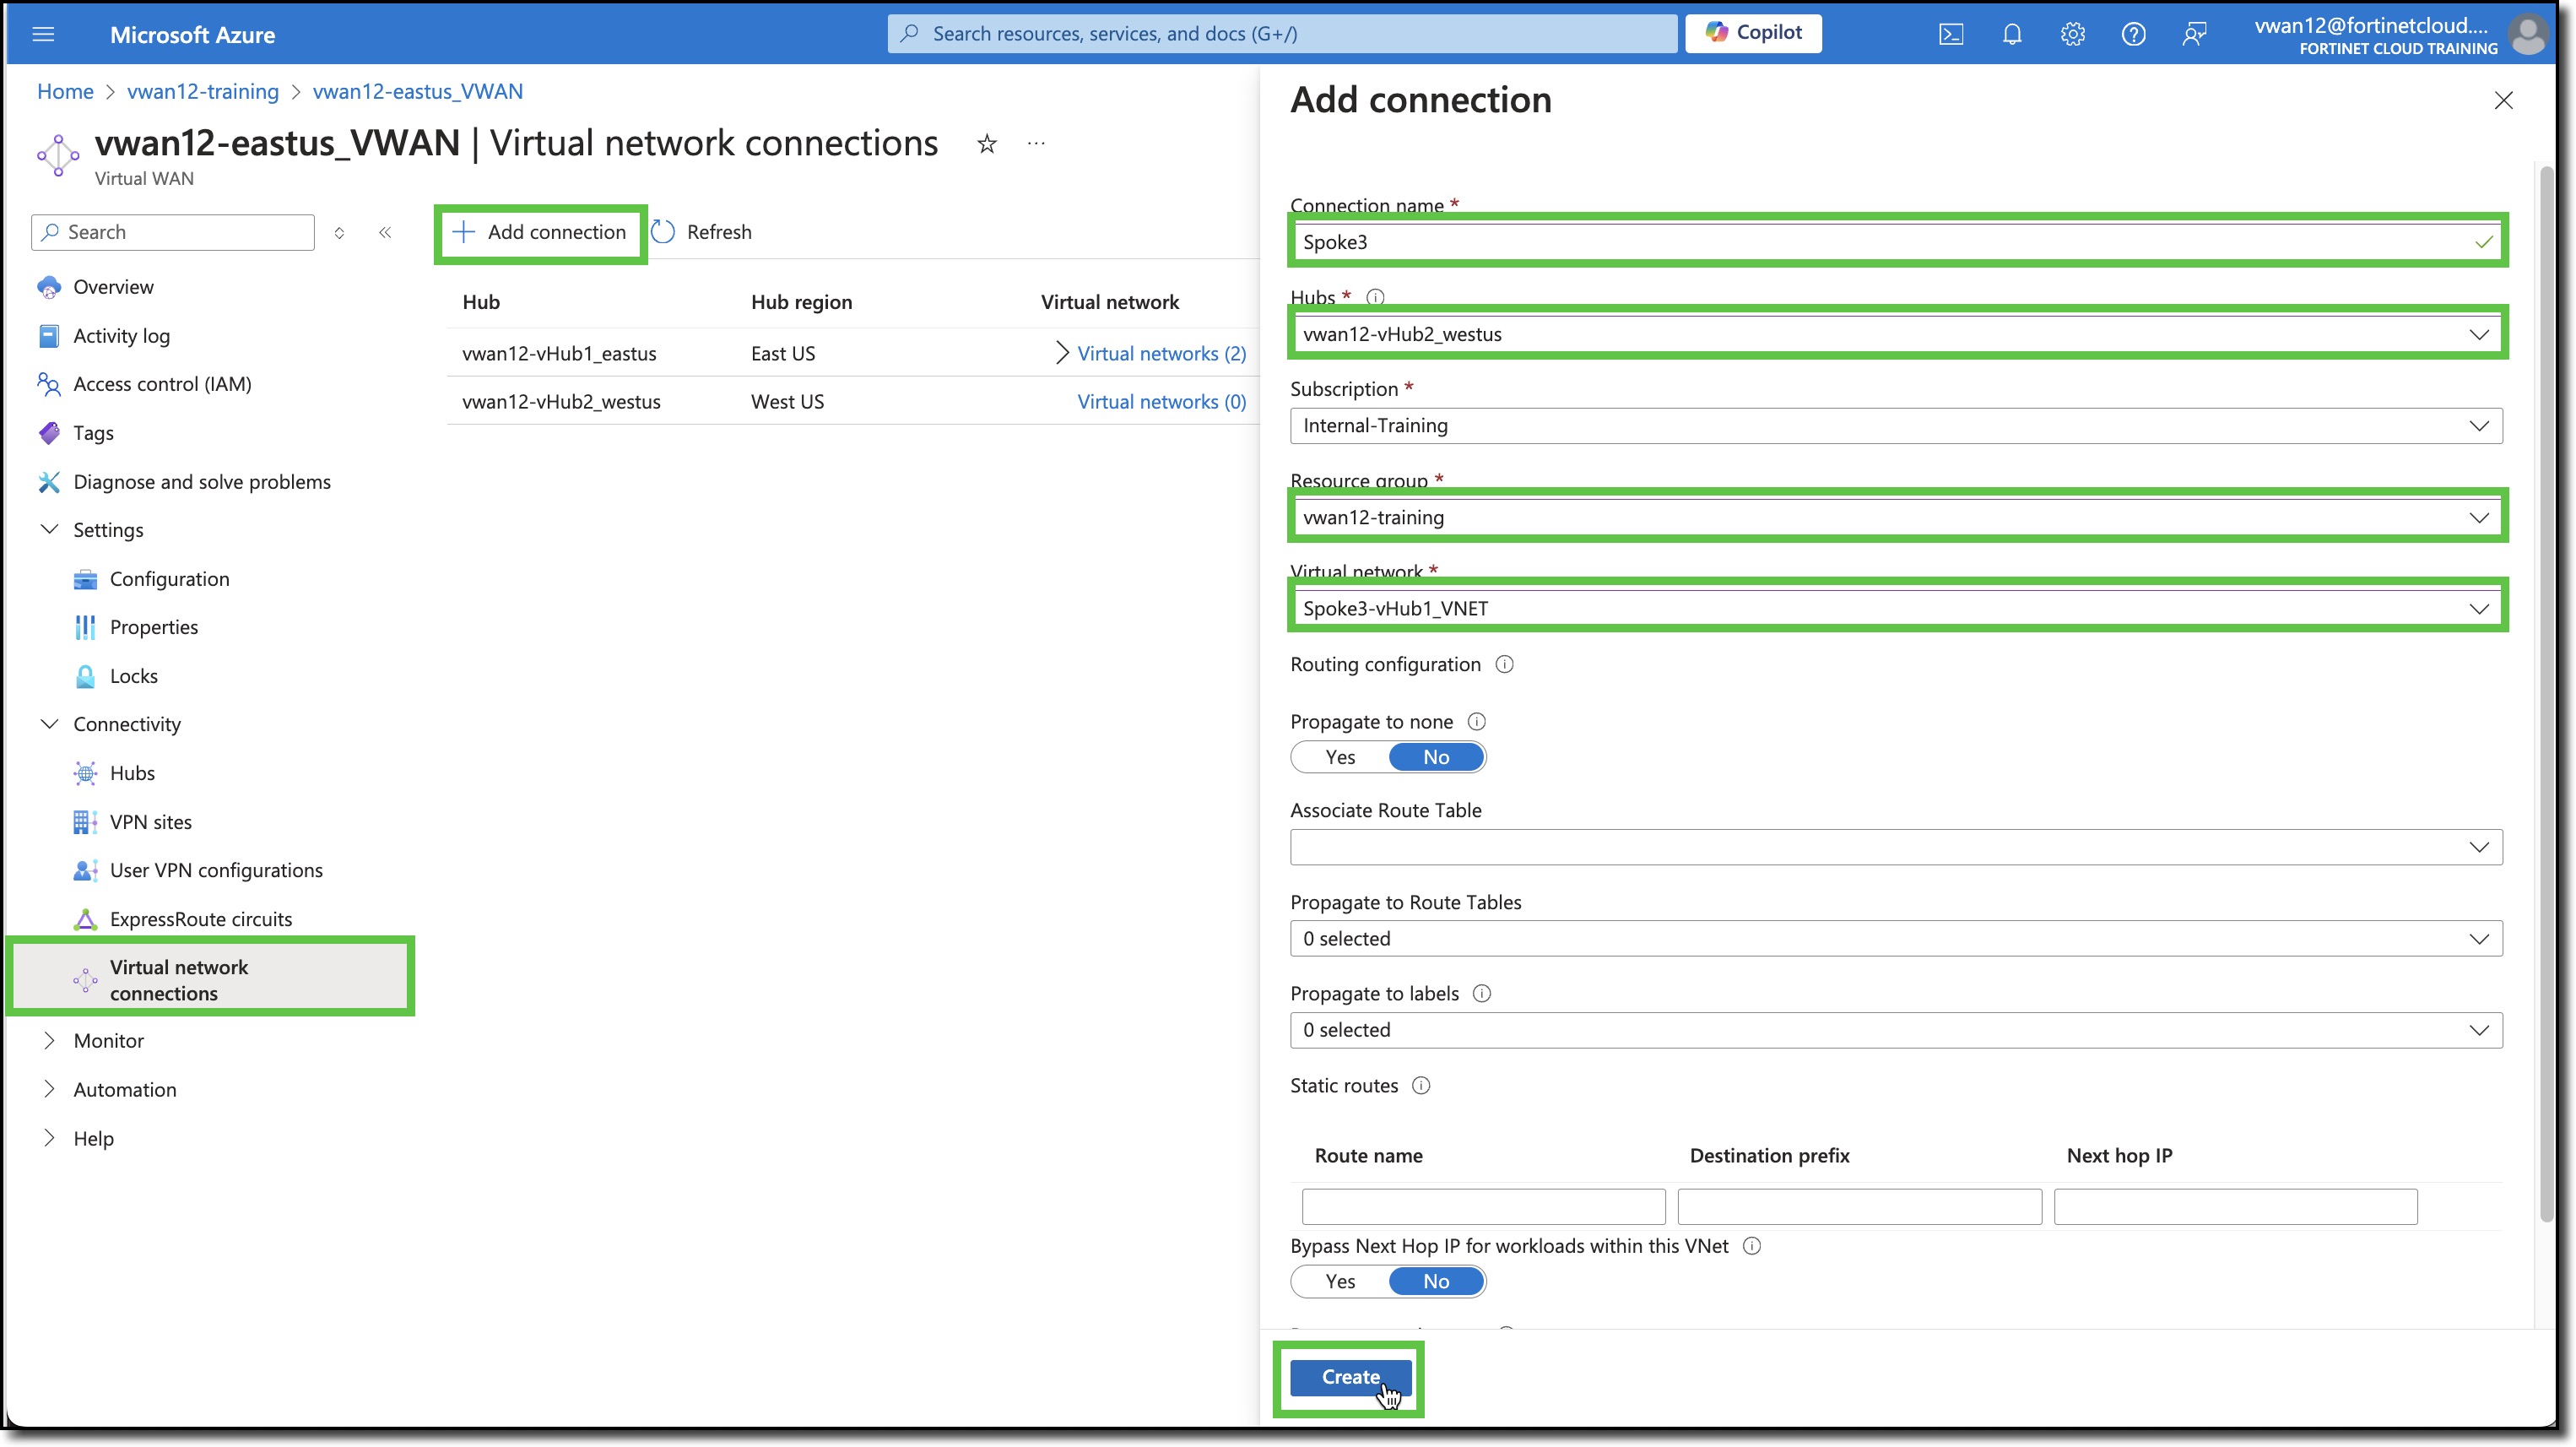 Microsoft Azure
Search resources, services, and docs (G+/)
Copilot
vwan12@fortinetcloud....
FORTINET CLOUD TRAINING
Home > vwan12-training > vwan12-eastus_VWAN
vwan12-eastus_VWAN | Virtual network connections
Virtual WAN
Search
Overview
Activity log
Access control (IAM)
Tags
Diagnose and solve problems
Settings
Configuration
Properties
Locks
Connectivity
Hubs
VPN sites
User VPN configurations
ExpressRoute circuits
Virtual network
connections
Monitor
Automation
Help
Add connection
Refresh
Hub Hub region Virtual network
vwan12-vHub1_eastus East US Virtual networks (2)
vwan12-vHub2_westus West US Virtual networks (0)
Add connection
Connection name *
Spoke3
Hubs *
vwan12-vHub2_westus
Subscription *
Internal-Training
Resource group *
vwan12-training
Virtual network *
Spoke3-vHub1_VNET
Routing configuration
Propagate to none
Yes No
Associate Route Table
Propagate to Route Tables
0 selected
Propagate to labels
0 selected
Static routes
Route name Destination prefix Next hop IP
Bypass Next Hop IP for workloads within this VNet
Yes No
Create